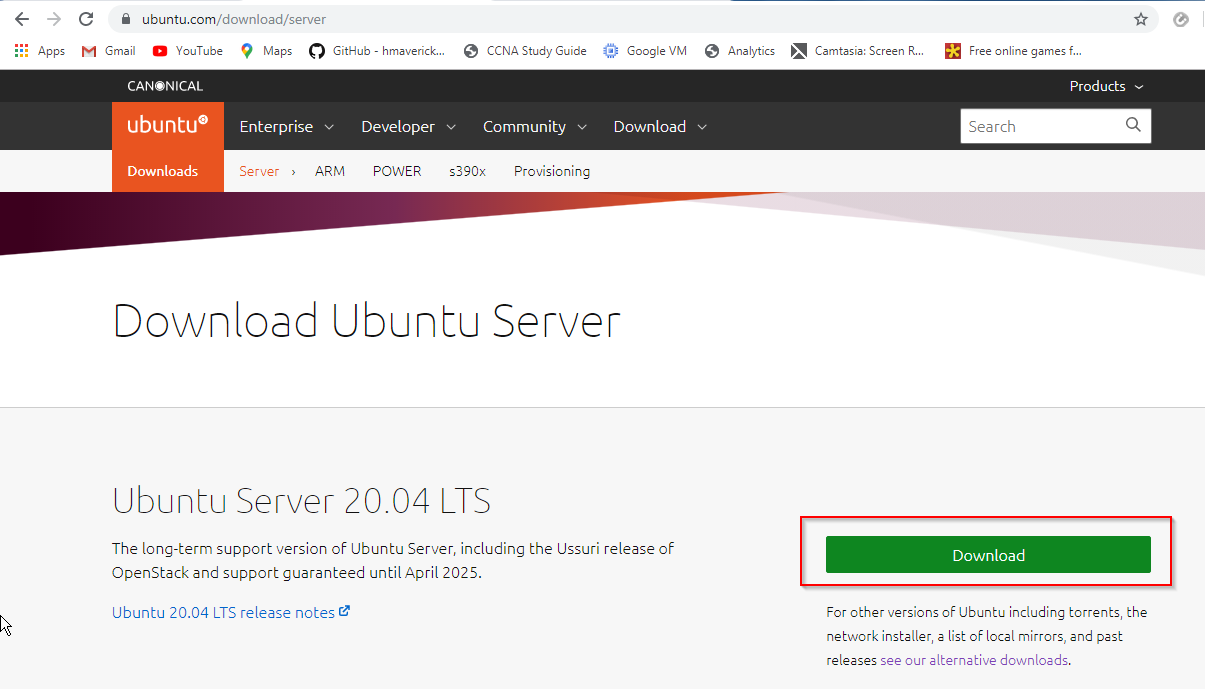 ubuntu.com/download/server
Apps Gmail YouTube Maps GitHub - hmaverick... CCNA Study Guide Google VM Analytics Camtasia: Screen R... Free online games f...
CANONICAL Products
ubuntu Enterprise Developer Community Download Search
Downloads Server › ARM POWER s390x Provisioning
Download Ubuntu Server
Ubuntu Server 20.04 LTS
The long-term support version of Ubuntu Server, including the Ussuri release of
OpenStack and support guaranteed until April 2025.
Ubuntu 20.04 LTS release notes
Download
For other versions of Ubuntu including torrents, the
network installer, a list of local mirrors, and past
releases see our alternative downloads.